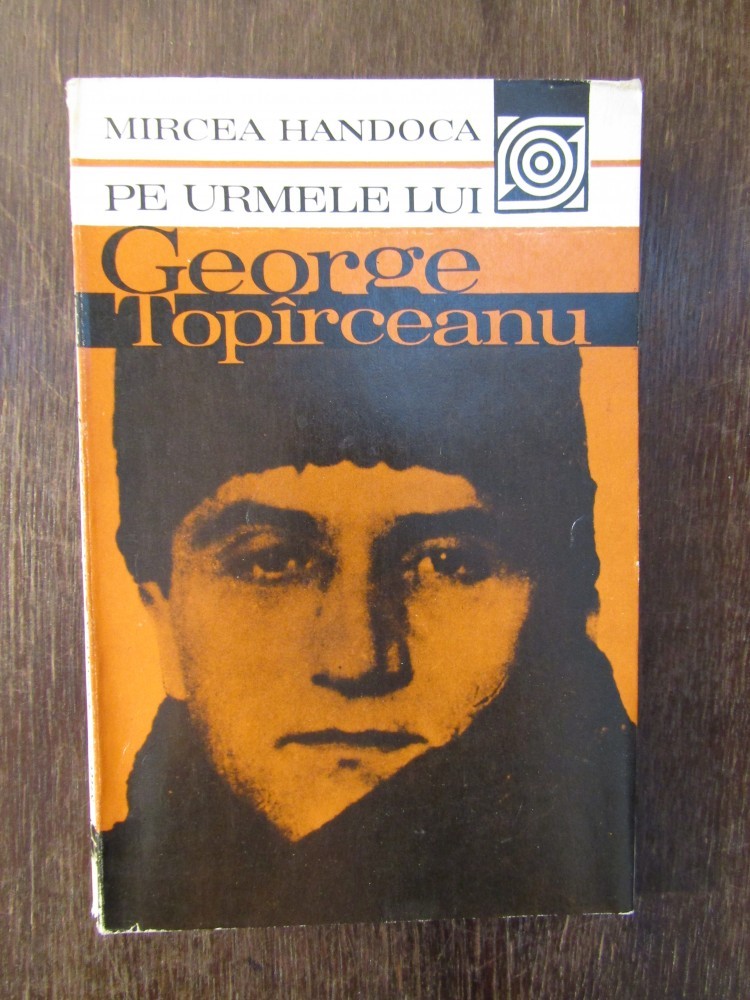 MIRCEA HANDOCA
PE URMELE LUI
George
Topîrceanu